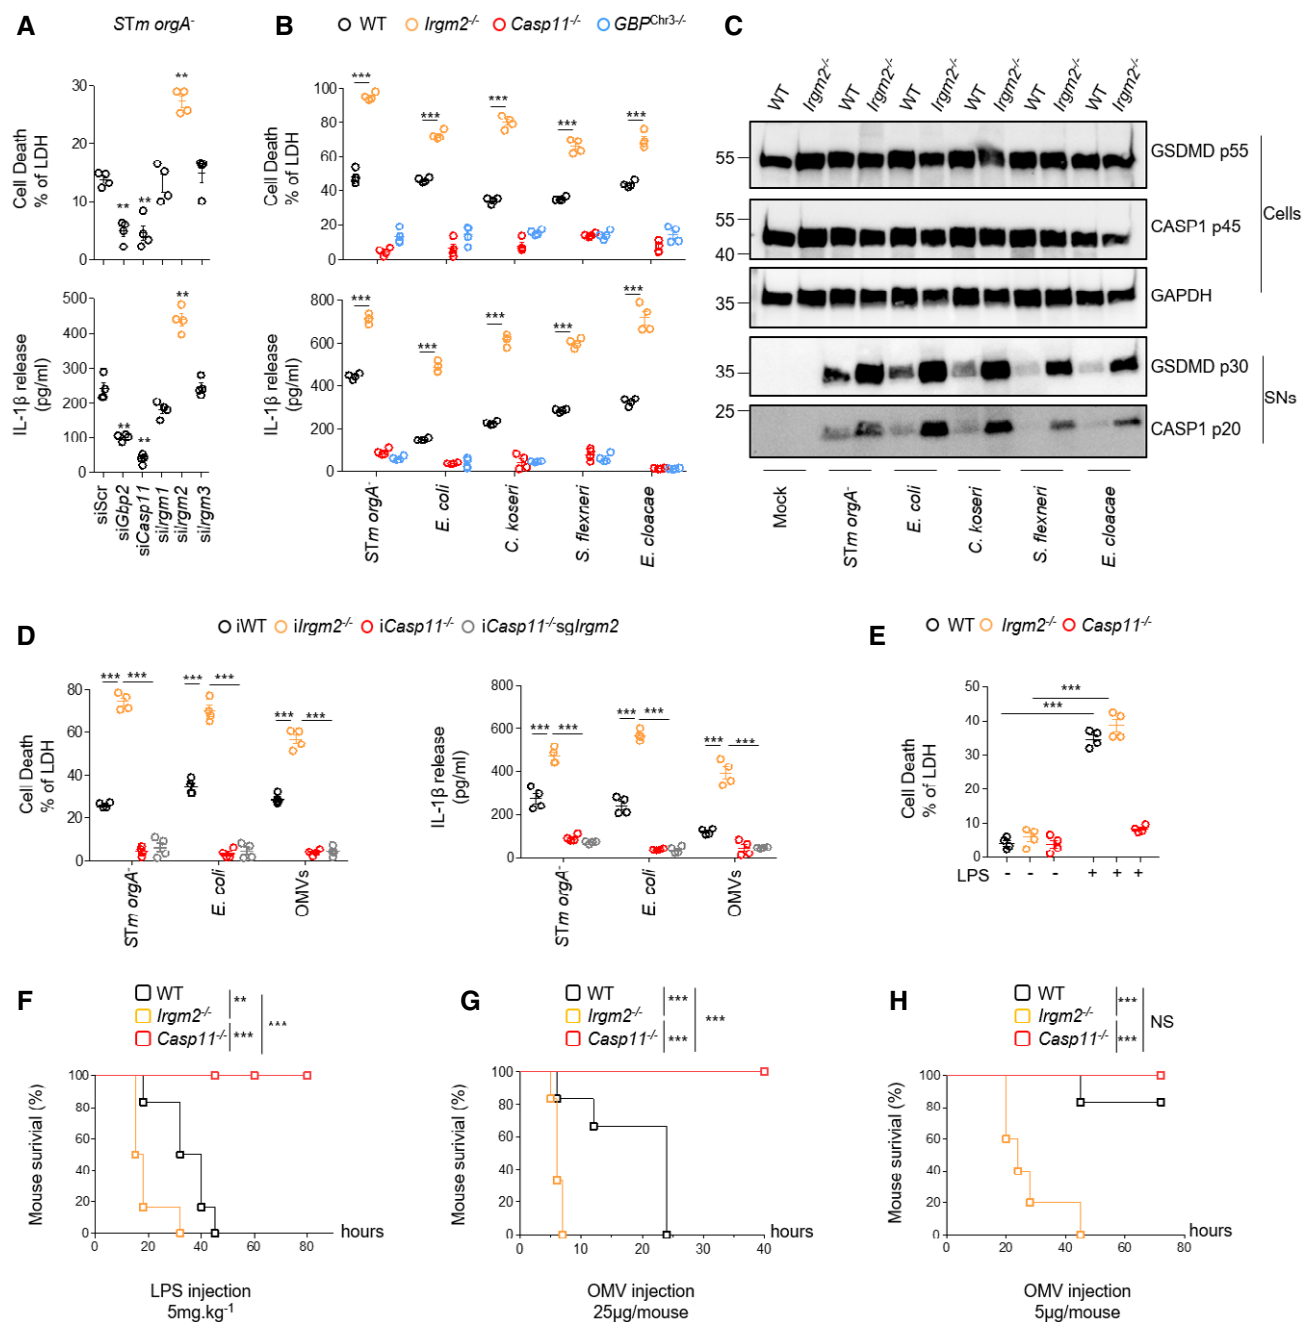 A
STm orgA-
Cell Death
% of LDH
30
20
10
0
**
**
**
IL-1β release
(pg/ml)
500
400
300
200
100
0
**
**
**
siScr
siGbp2
siCasp11
siIrgm1
siIrgm2
siIrgm3
B
WT Irgm2-/- Casp11-/- GBPChr3-/-
Cell Death
% of LDH
100
80
60
40
20
0
*** *** *** *** ***
IL-1β release
(pg/ml)
800
600
400
200
0
*** *** *** *** ***
STm orgA-
E. coli
C. koseri
S. flexneri
E. cloacae
C
WT Irgm2-/- WT Irgm2-/- WT Irgm2-/- WT Irgm2-/- WT Irgm2-/- WT Irgm2-/-
55 GSDMD p55
55 CASP1 p45
40
35 GAPDH
Cells
35 GSDMD p30
25 CASP1 p20
SNs
Mock
STm orgA-
E. coli
C. koseri
S. flexneri
E. cloacae
D
iWT iIrgm2-/- iCasp11-/- iCasp11-/-sgIrgm2
Cell Death
% of LDH
80
60
40
20
0
*** *** *** *** *** ***
STm orgA-
E. coli
OMVs
IL-1β release
(pg/ml)
800
600
400
200
0
*** *** *** *** *** ***
STm orgA-
E. coli
OMVs
E
WT Irgm2-/- Casp11-/-
Cell Death
% of LDH
50
40
30
20
10
0
***
***
LPS - - - + + +
F
WT
Irgm2-/-
Casp11-/-
**
***
***
Mouse surivial (%)
100
80
60
40
20
0
0 20 40 60 80
hours
LPS injection
5mg.kg-1
G
WT
Irgm2-/-
Casp11-/-
***
***
***
Mouse surivial (%)
100
80
60
40
20
0
0 10 20 30 40
hours
OMV injection
25µg/mouse
H
WT
Irgm2-/-
Casp11-/-
***
***
NS
Mouse surivial (%)
100
80
60
40
20
0
0 20 40 60 80
hours
OMV injection
5µg/mouse